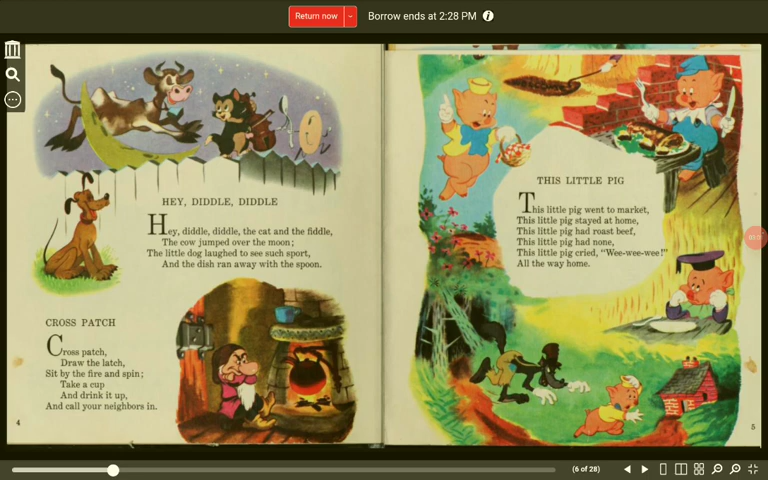 Return now
Borrow ends at 2:28 PM
HEY, DIDDLE, DIDDLE
Hey, diddle, diddle, the cat and the fiddle,
The cow jumped over the moon;
The little dog laughed to see such sport,
And the dish ran away with the spoon.
CROSS PATCH
Cross patch,
Draw the latch,
Sit by the fire and spin;
Take a cup
And drink it up,
And call your neighbors in.
4
THIS LITTLE PIG
This little pig went to market,
This little pig stayed at home,
This little pig had roast beef,
This little pig had none,
This little pig cried, "Wee-wee-wee!"
All the way home.
5
(6 of 28)